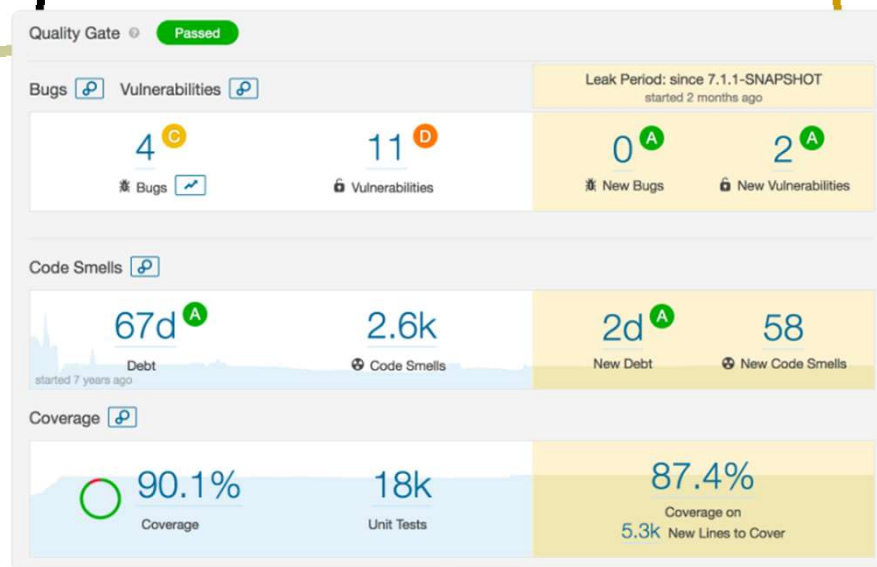 Quality Gate ? Passed
Bugs Vulnerabilities
Leak Period: since 7.1.1-SNAPSHOT
started 2 months ago
4 C 11 D 0 A 2 A
Bugs Vulnerabilities New Bugs New Vulnerabilities
Code Smells
67d A 2.6k 2d A 58
Debt Code Smells New Debt New Code Smells
started 7 years ago
Coverage
90.1% 18k 87.4%
Coverage Unit Tests Coverage on
5.3k New Lines to Cover